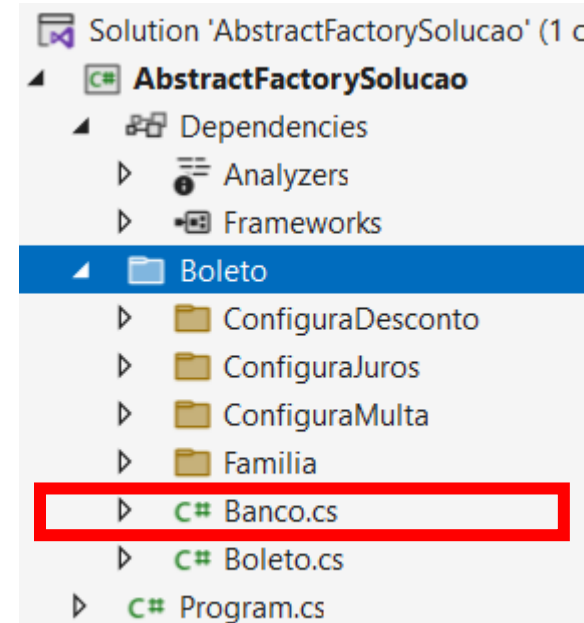 Solution 'AbstractFactorySolucao' (1
C# AbstractFactorySolucao
Dependencies
Analyzers
Frameworks
Boleto
ConfiguraDesconto
ConfiguraJuros
ConfiguraMulta
Familia
C# Banco.cs
C# Boleto.cs
C# Program.cs